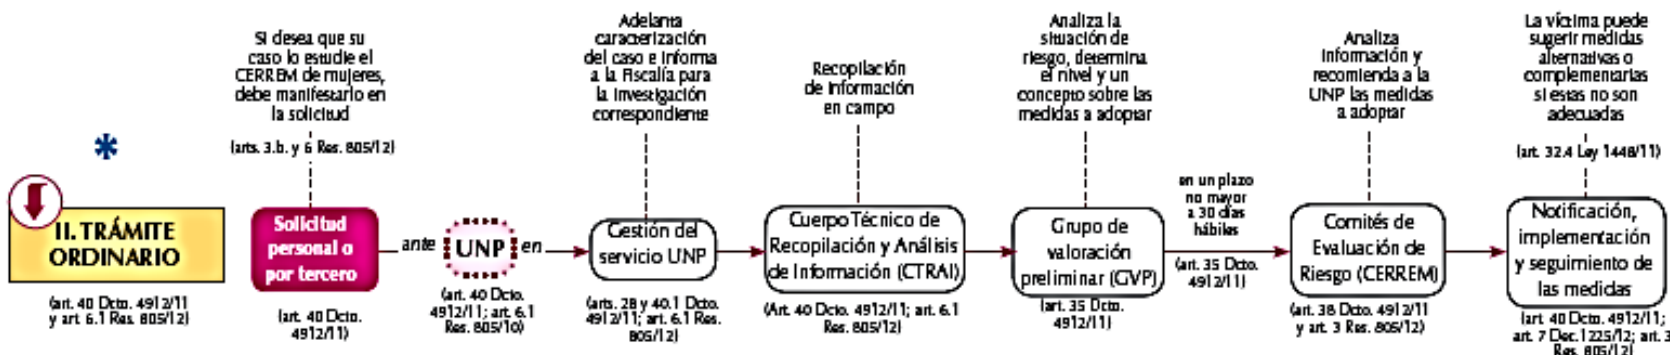 Si desea que su
caso lo estudie el
CERREM de mujeres,
debe manifestarlo en
la solicitud
(arts. 3.b. y 6 Res. 805/12)
Adelanta
caracterización
del caso e informa
a la Fiscalía para
la investigación
correspondiente
Recopilación
de información
en campo
Analiza la
situación de
riesgo, determina
el nivel y un
concepto sobre las
medidas a adoptar
Analiza
información y
recomienda a la
UNP las medidas
a adoptar
La víctima puede
sugerir medidas
alternativas o
complementarias
si estas no son
adecuadas
(art. 32.4 Ley 1448/11)
*
II. TRÁMITE
ORDINARIO
(art. 40 Dcto. 4912/11
y art. 6.1 Res. 805/12)
Solicitud
personal o
por tercero
(art. 40 Dcto.
4912/11)
ante
UNP
(art. 40 Dcto.
4912/11; art. 6.1
Res. 805/10)
en
Gestión del
servicio UNP
(arts. 28 y 40.1 Dcto.
4912/11; art. 6.1 Res.
805/12)
Cuerpo Técnico de
Recopilación y Análisis
de Información (CTRAI)
(Art. 40 Dcto. 4912/11; art. 6.1
Res. 805/12)
Grupo de
valoración
preliminar (GVP)
(art. 35 Dcto.
4912/11)
en un plazo
no mayor
a 30 días
hábiles
(art. 35 Dcto.
4912/11)
Comités de
Evaluación de
Riesgo (CERREM)
(art. 38 Dcto. 4912/11
y art. 3 Res. 805/12)
Notificación,
implementación
y seguimiento de
las medidas
(art. 40 Dcto. 4912/11;
art. 7 Dec.1225/12; art. 3
Res. 805/12)